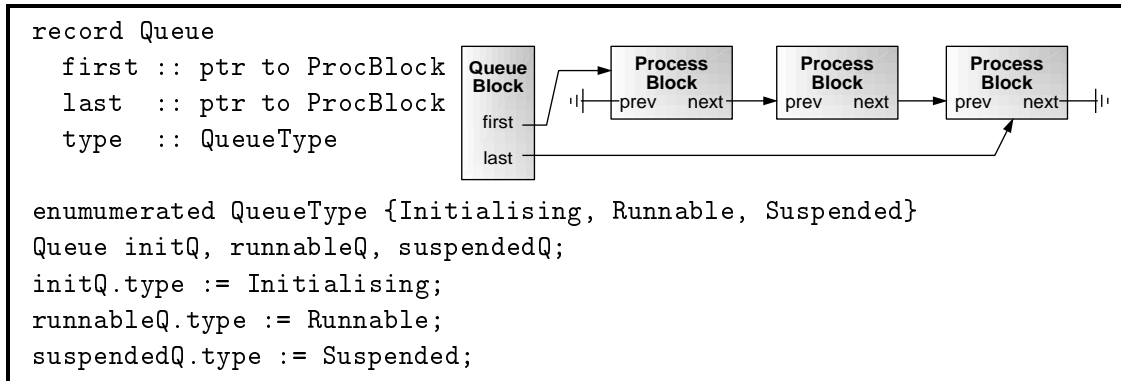 record Queue
first :: ptr to ProcBlock
last :: ptr to ProcBlock
type :: QueueType
Queue
Block
first
last
Process
Block
prev next
Process
Block
prev next
Process
Block
prev next
enumumerated QueueType {Initialising, Runnable, Suspended}
Queue initQ, runnableQ, suspendedQ;
initQ.type := Initialising;
runnableQ.type := Runnable;
suspendedQ.type := Suspended;